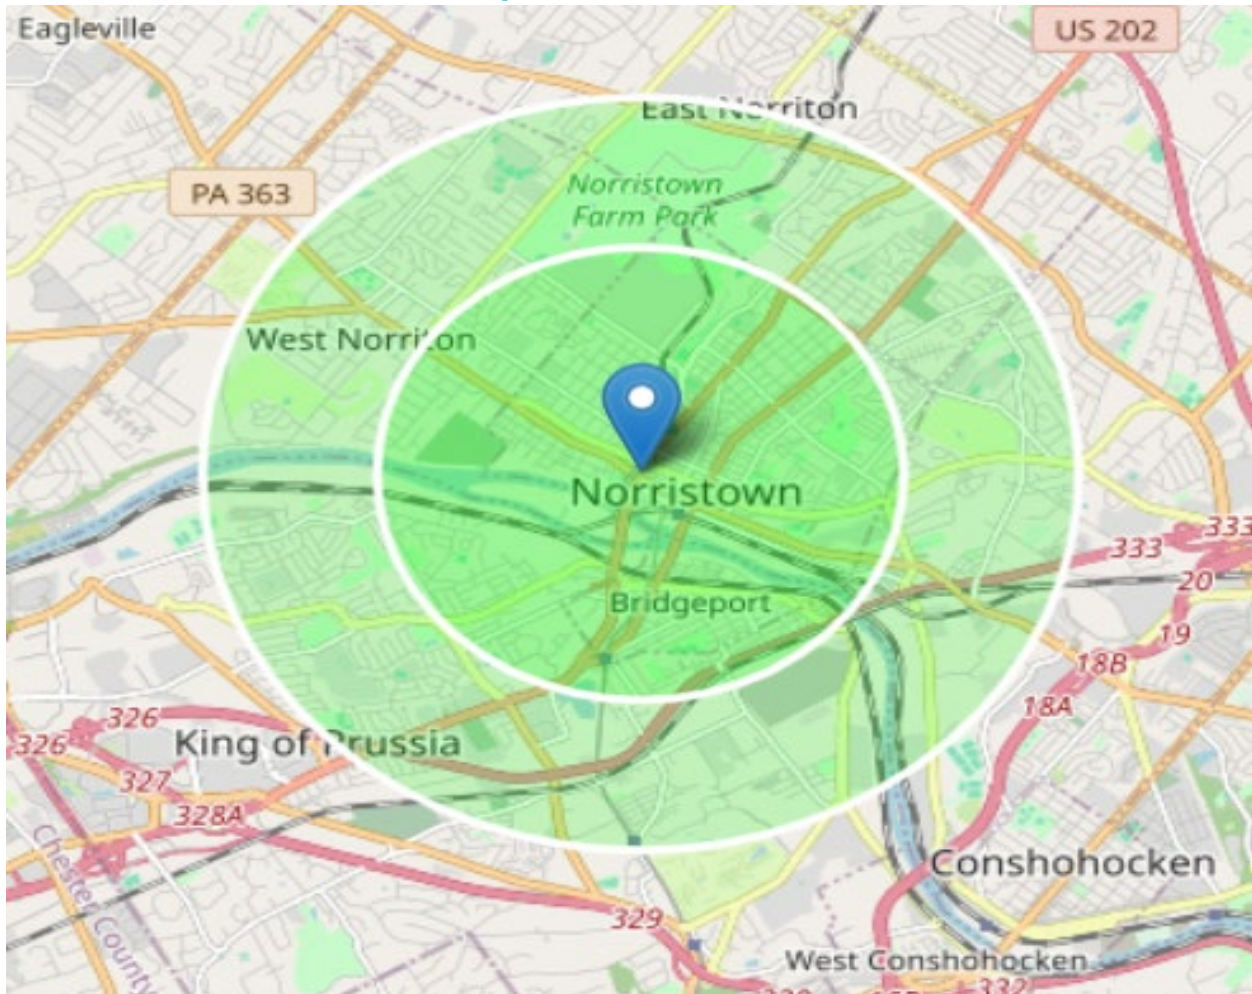 Eagleville
US 202
East Norriton
PA 363
Norristown
Farm Park
West Norriton
Norristown
333
333
20
Bridgeport
19
18B
18A
326
326
King of Prussia
327
328A
Chester County
Conshohocken
329
West Conshohocken
332